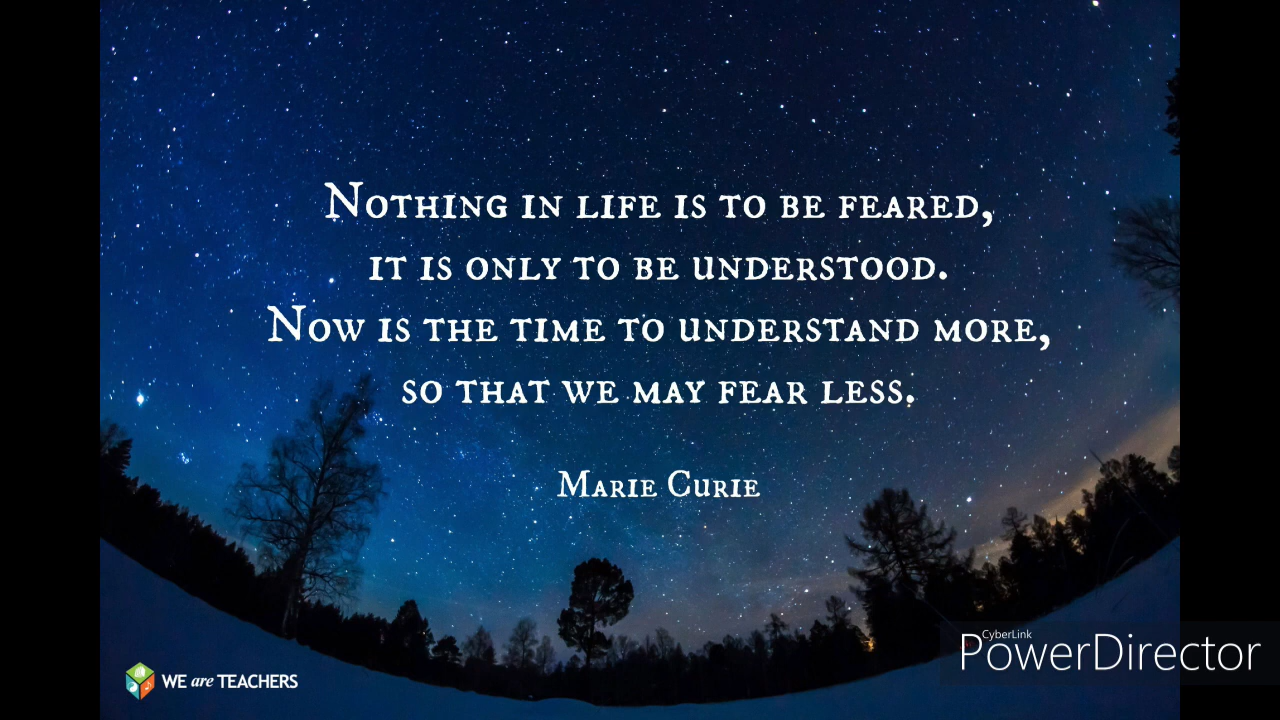 Nothing in life is to be feared,
it is only to be understood.
Now is the time to understand more,
so that we may fear less.
Marie Curie
WE are TEACHERS
CyberLink
PowerDirector